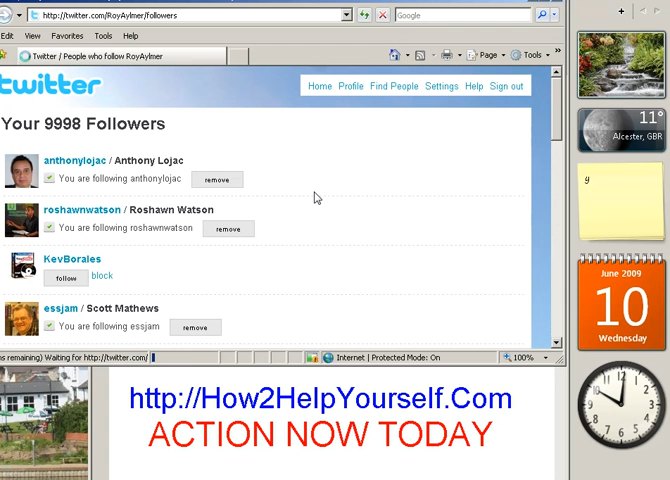 http://twitter.com/RoyAylmer/followers
Google
Edit View Favorites Tools Help
Twitter / People who follow RoyAylmer
Page Tools
twitter
Home Profile Find People Settings Help Sign out
Your 9998 Followers
anthonylojac / Anthony Lojac
You are following anthonylojac remove
roshawnwatson / Roshawn Watson
You are following roshawnwatson remove
KevBorales
follow block
essjam / Scott Mathews
You are following essjam remove
remaining) Waiting for http://twitter.com/
Internet | Protected Mode: On
100%
11°
Alcester, GBR
y
June 2009
10
Wednesday
http://How2HelpYourself.Com
ACTION NOW TODAY